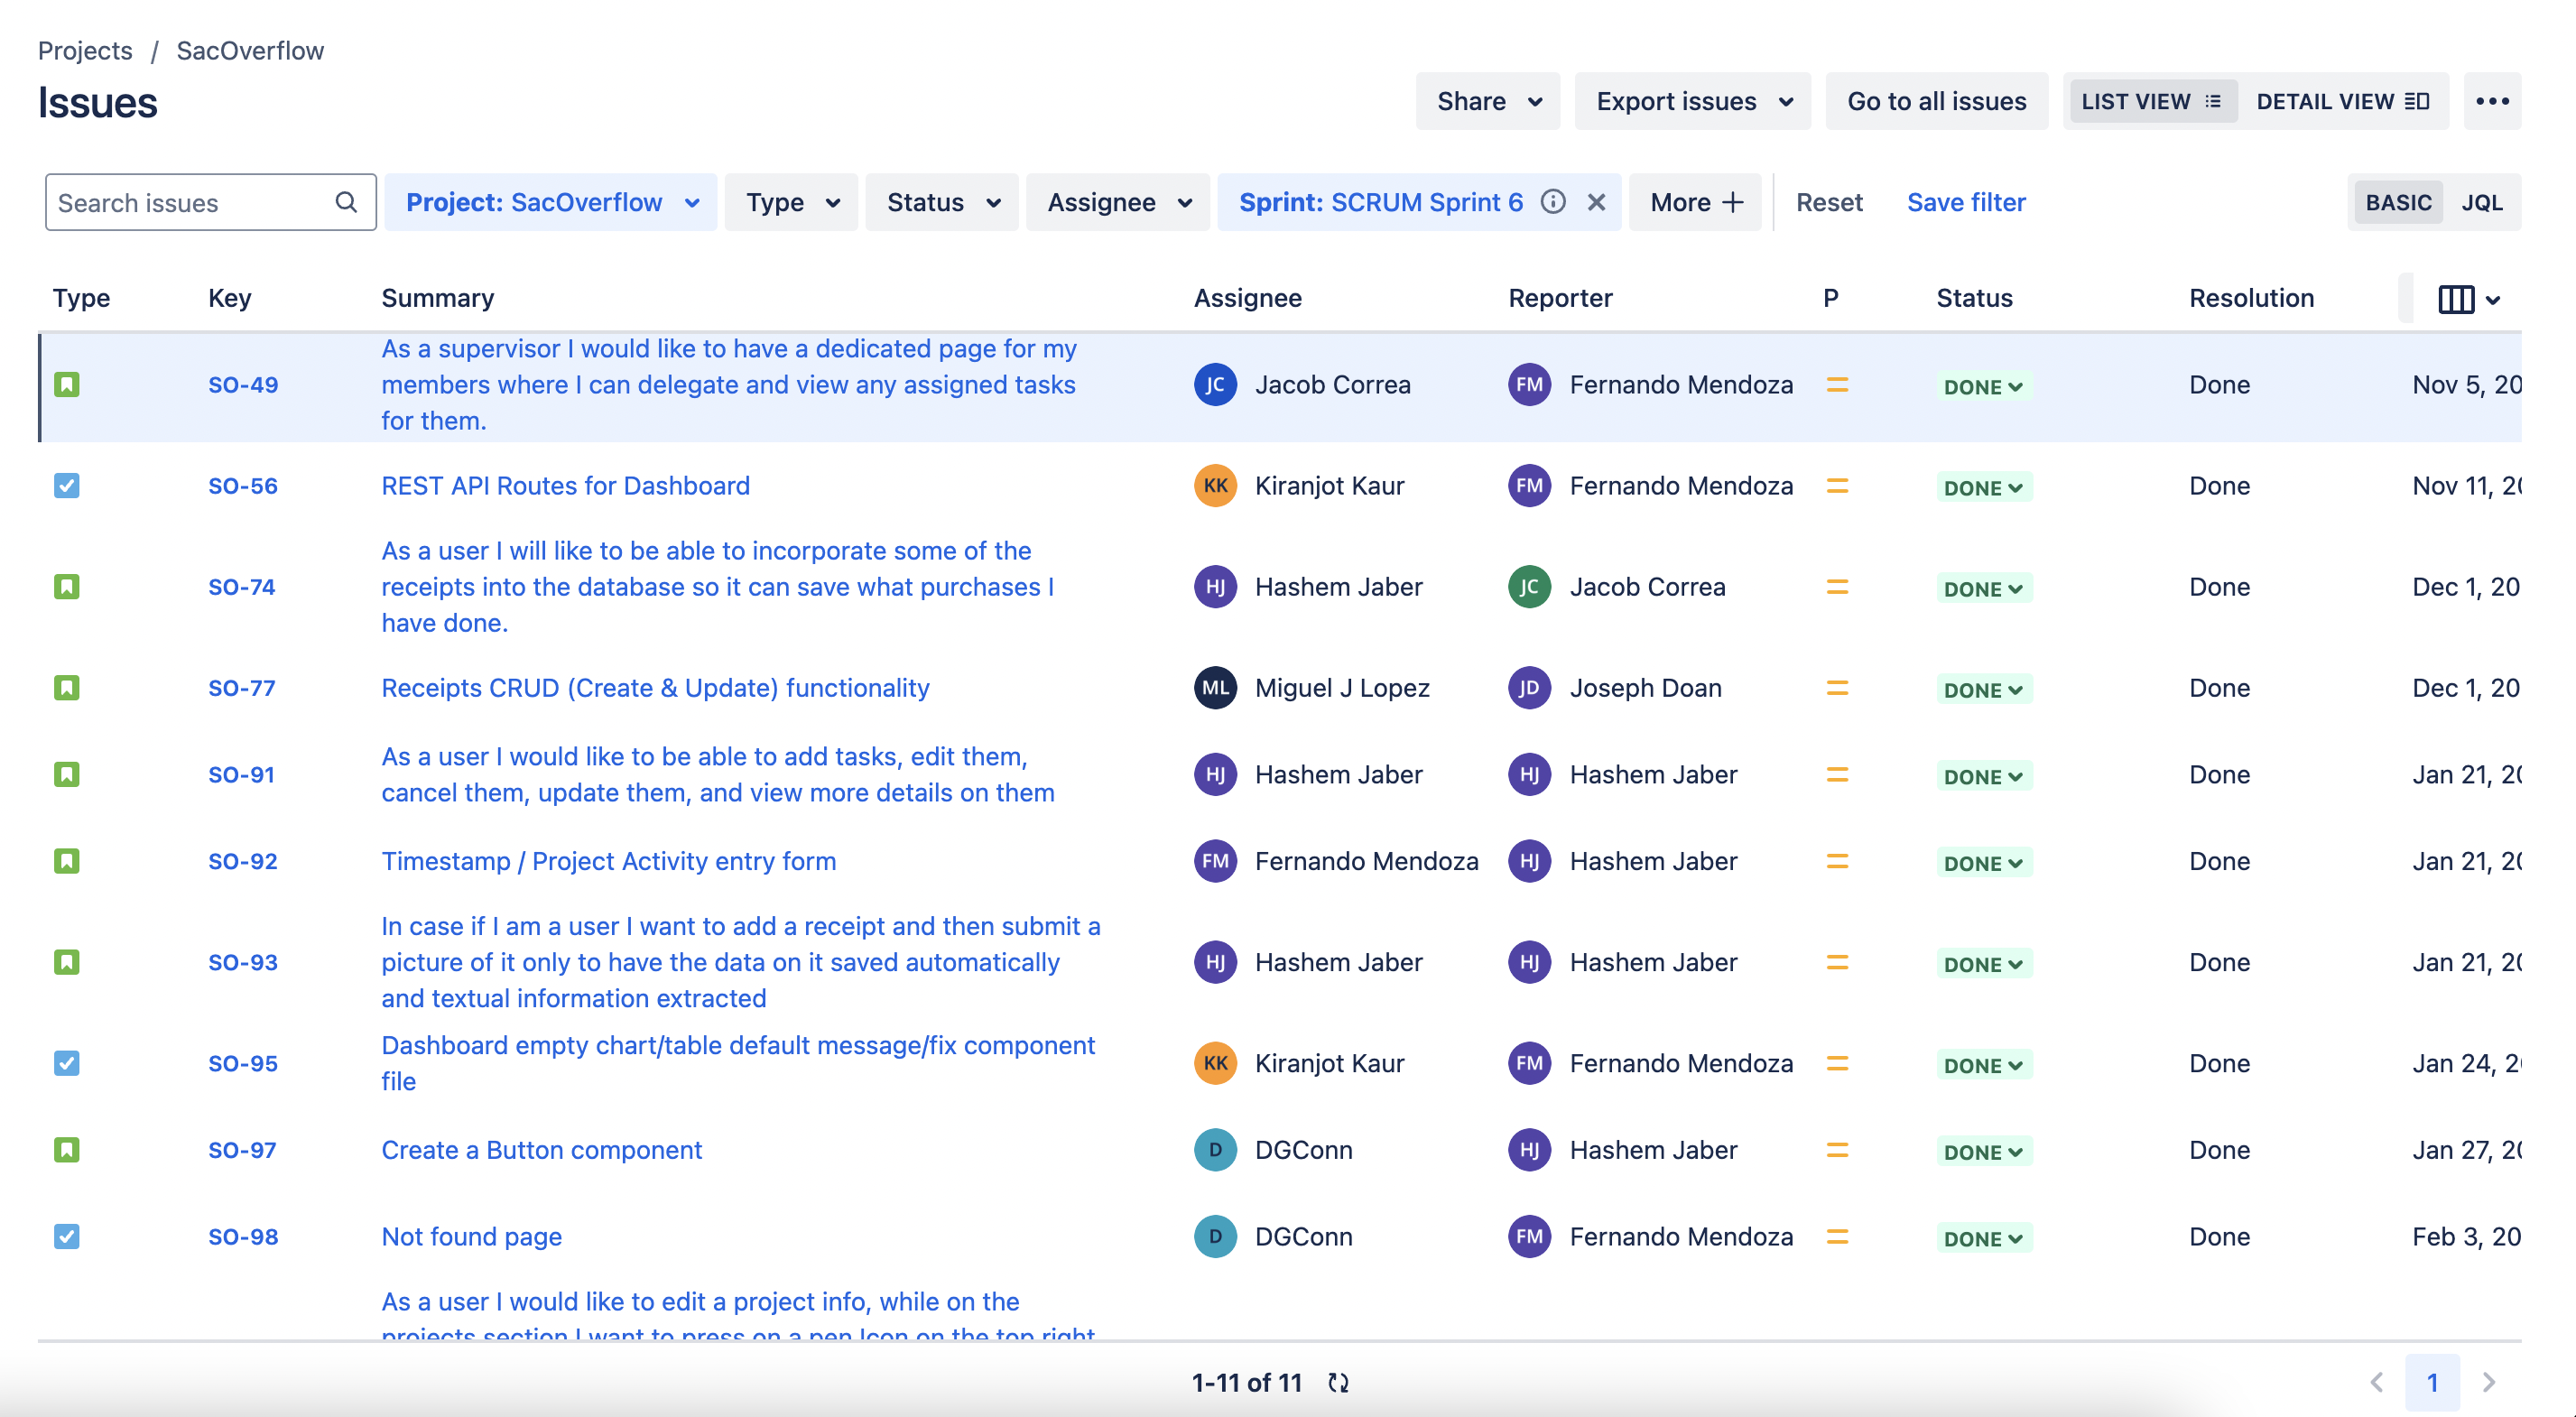 Projects / SacOverflow
Issues
Share
Export issues
Go to all issues
LIST VIEW
DETAIL VIEW
Search issues
Project: SacOverflow
Type
Status
Assignee
Sprint: SCRUM Sprint 6
More
Reset
Save filter
BASIC
JQL
Type Key Summary Assignee Reporter P Status Resolution
As a supervisor I would like to have a dedicated page for my
SO-49 members where I can delegate and view any assigned tasks JC Jacob Correa FM Fernando Mendoza DONE Done Nov 5, 20
for them.
SO-56 REST API Routes for Dashboard KK Kiranjot Kaur FM Fernando Mendoza DONE Done Nov 11, 20
As a user I will like to be able to incorporate some of the
SO-74 receipts into the database so it can save what purchases I HJ Hashem Jaber JC Jacob Correa DONE Done Dec 1, 20
have done.
SO-77 Receipts CRUD (Create & Update) functionality ML Miguel J Lopez JD Joseph Doan DONE Done Dec 1, 20
As a user I would like to be able to add tasks, edit them,
SO-91 cancel them, update them, and view more details on them HJ Hashem Jaber HJ Hashem Jaber DONE Done Jan 21, 20
SO-92 Timestamp / Project Activity entry form FM Fernando Mendoza HJ Hashem Jaber DONE Done Jan 21, 20
In case if I am a user I want to add a receipt and then submit a
SO-93 picture of it only to have the data on it saved automatically HJ Hashem Jaber HJ Hashem Jaber DONE Done Jan 21, 20
and textual information extracted
Dashboard empty chart/table default message/fix component
SO-95 file KK Kiranjot Kaur FM Fernando Mendoza DONE Done Jan 24, 2
SO-97 Create a Button component D DGConn HJ Hashem Jaber DONE Done Jan 27, 20
SO-98 Not found page D DGConn FM Fernando Mendoza DONE Done Feb 3, 20
As a user I would like to edit a project info, while on the
projects section I want to press on a pen Icon on the top right
1-11 of 11
1